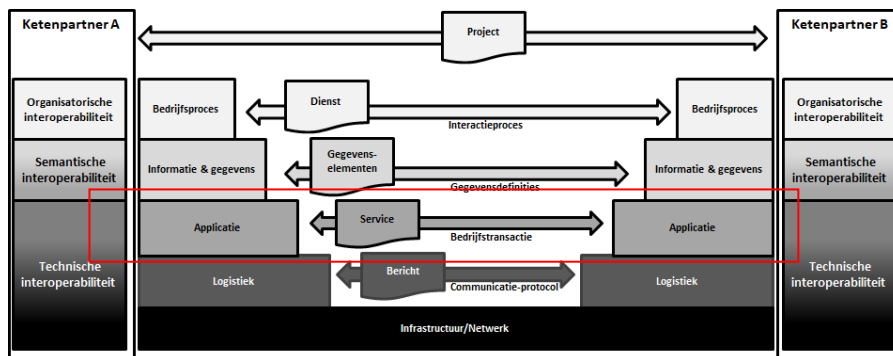 Ketenpartner A
Project
Ketenpartner B
Organisatorische
interoperabiliteit
Bedrijfsproces
Dienst
Interactieproces
Bedrijfsproces
Organisatorische
interoperabiliteit
Semantische
interoperabiliteit
Informatie & gegevens
Gegevens-
elementen
Gegevensdefinities
Informatie & gegevens
Semantische
interoperabiliteit
Applicatie
Service
Bedrijfstransactie
Applicatie
Technische
interoperabiliteit
Logistiek
Bericht
Communicatie-protocol
Logistiek
Technische
interoperabiliteit
Infrastructuur/Netwerk